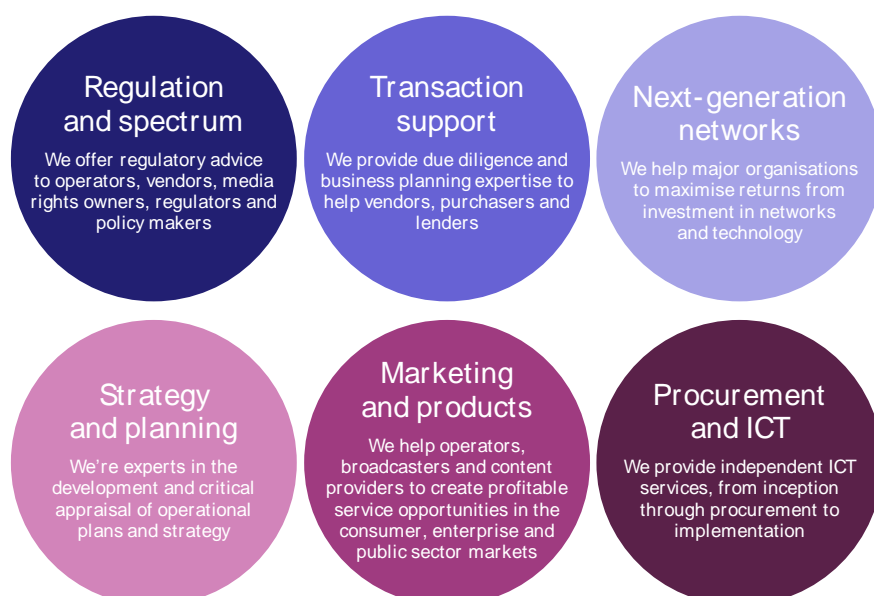 Regulation
and spectrum
We offer regulatory advice
to operators, vendors, media
rights owners, regulators and
policy makers
Transaction
support
We provide due diligence and
business planning expertise to
help vendors, purchasers and
lenders
Next-generation
networks
We help major organisations
to maximise returns from
investment in networks
and technology
Strategy
and planning
We're experts in the
development and critical
appraisal of operational
plans and strategy
Marketing
and products
We help operators,
broadcasters and content
providers to create profitable
service opportunities in the
consumer, enterprise and
public sector markets
Procurement
and ICT
We provide independent ICT
services, from inception
through procurement to
implementation